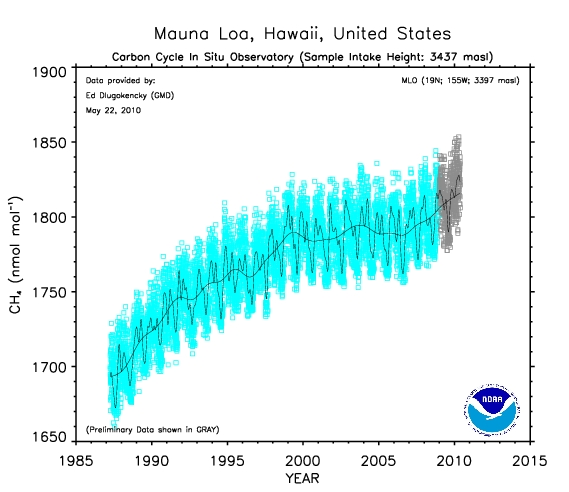 Mauna Loa, Hawaii, United States
Carbon Cycle In Situ Observatory (Sample Intake Height: 3437 masl)
1900
Data provided by:
MLO (19N; 155W; 3397 masl)
Ed Dlugokencky (GMD)
May 22, 2010
1850
1800
CH₄ (nmol mol⁻¹)
1750
1700
NOAA
(Preliminary Data shown in GRAY)
1650
1985 1990 1995 2000 2005 2010 2015
YEAR